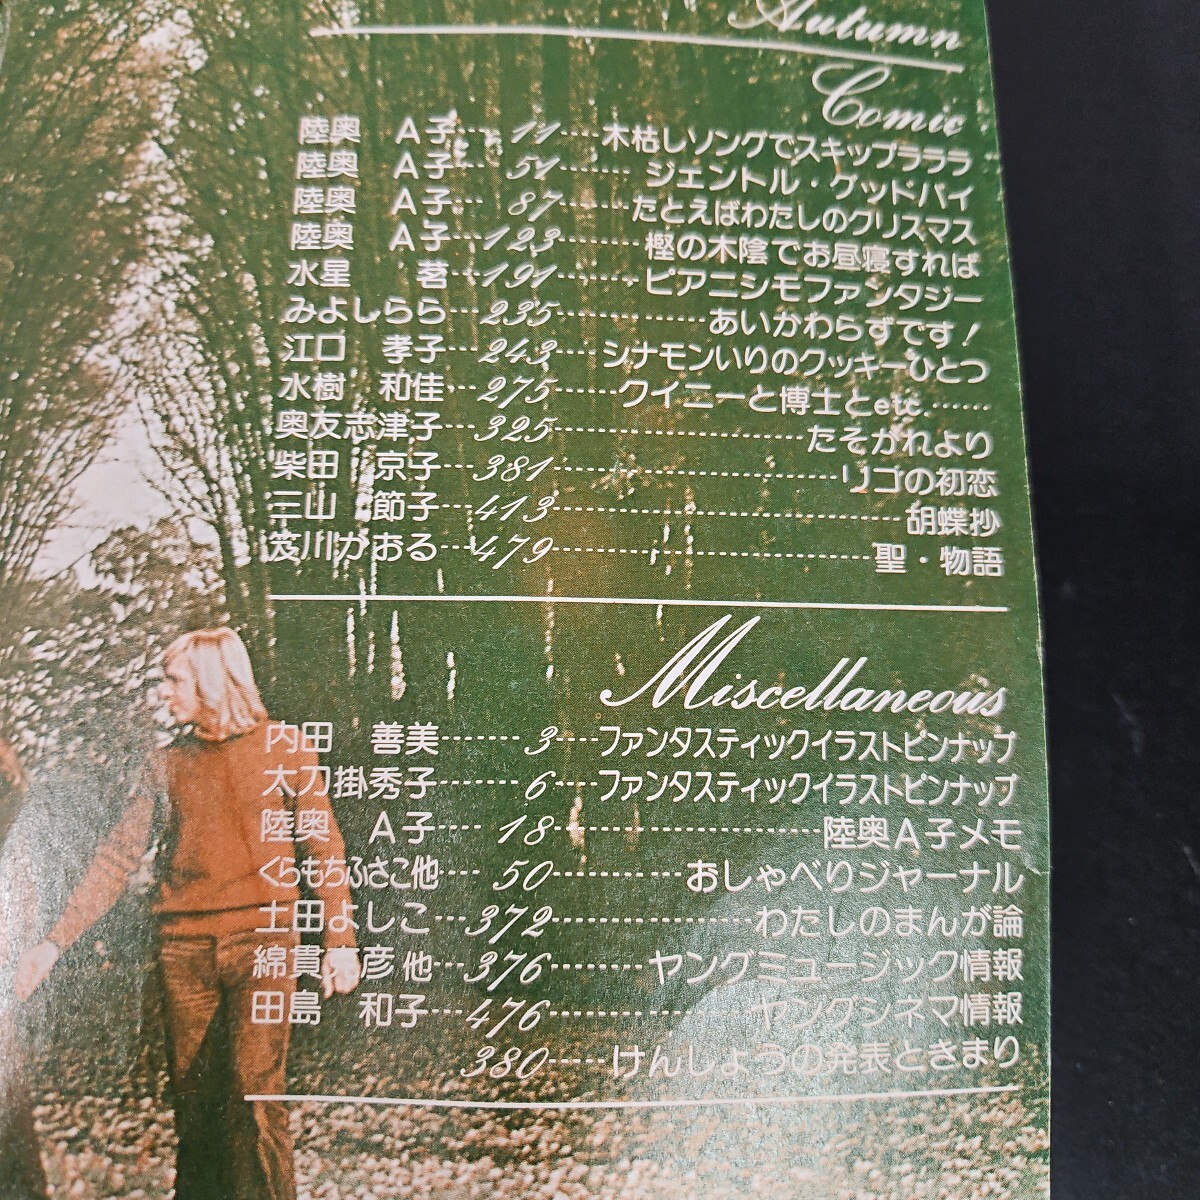 Autumn
Comic
陸奥 A子 11 木枯しソングでスキップラララ
陸奥 A子 51 ジェントル・グッドバイ
陸奥 A子 87 たとえばわたしのクリスマス
陸奥 A子 123 樫の木陰でお昼寝すれば
水星 茗 191 ピアニシモファンタジー
みよしらら 235 あいかわらずです!
江口 孝子 243 シナモンいりのクッキーひとつ
水樹 和佳 275 クイニーと博士とetc.……
奥友志津子 325 たそがれより
柴田 京子 381 リゴの初恋
三山 節子 413 胡蝶抄
笈川かおる 479 聖・物語
Miscellaneous
内田 善美 3 ファンタスティックイラストピンナップ
太刀掛秀子 6 ファンタスティックイラストピンナップ
陸奥 A子 18 陸奥A子メモ
くらもちふさこ他 50 おしゃべりジャーナル
土田よしこ 372 わたしのまんが論
綿貫亮彦他 376 ヤングミュージック情報
田島 和子 476 ヤングシネマ情報
380 けんしょうの発表ときまり